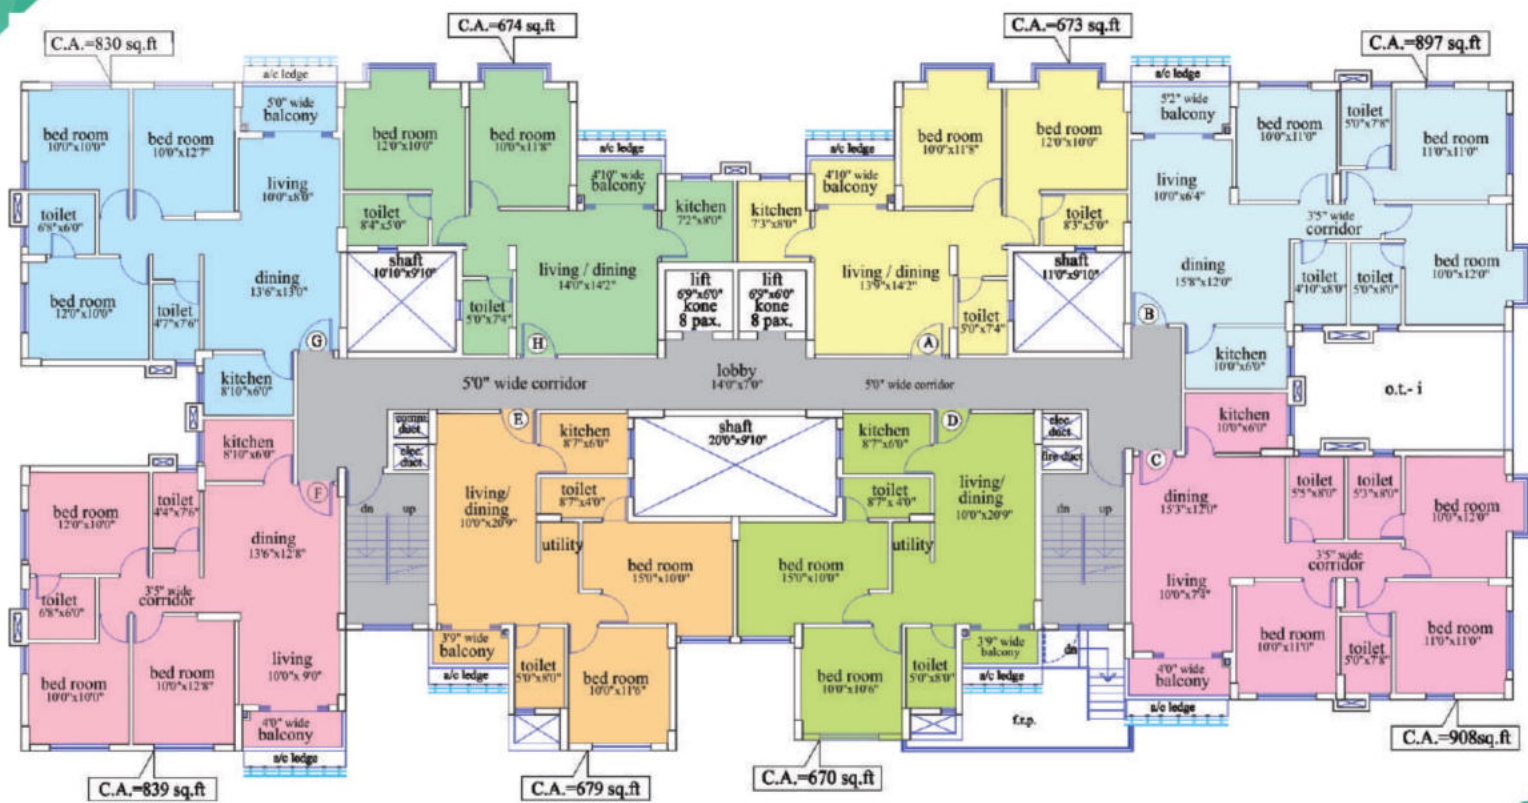 C.A.=830 sq.ft
a/c ledge
5'0" wide
balcony
bed room
10'0"x10'0"
bed room
10'0"x12'7"
living
10'0"x8'0"
toilet
6'8"x6'0"
dining
13'6"x13'0"
bed room
12'0"x10'0"
toilet
4'7"x7'6"
G
kitchen
8'10"x6'0"
C.A.=674 sq.ft
bed room
12'0"x10'0"
bed room
10'0"x11'8"
a/c ledge
4'10" wide
balcony
toilet
8'4"x5'0"
kitchen
7'2"x8'0"
shaft
10'10"x9'10"
living / dining
14'0"x14'2"
toilet
5'0"x7'4"
H
lift
6'9"x6'0"
kone
8 pax.
lift
6'9"x6'0"
kone
8 pax.
C.A.=673 sq.ft
a/c ledge
4'10" wide
balcony
bed room
10'0"x11'8"
bed room
12'0"x10'0"
kitchen
7'3"x8'0"
toilet
8'3"x5'0"
living / dining
13'9"x14'2"
shaft
11'0"x9'10"
toilet
5'0"x7'4"
A
C.A.=897 sq.ft
a/c ledge
5'2" wide
balcony
bed room
10'0"x11'0"
toilet
5'0"x7'8"
bed room
11'0"x11'0"
living
10'0"x6'4"
3'5" wide
corridor
dining
15'8"x12'0"
toilet
4'10"x8'0"
toilet
5'0"x8'0"
bed room
10'0"x12'0"
B
kitchen
10'0"x6'0"
o.t.- i
5'0" wide corridor
lobby
14'0"x7'0"
5'0" wide corridor
comm.
duct
elec.
duct
dn
up
kitchen
8'10"x6'0"
F
bed room
12'0"x10'0"
toilet
4'4"x7'6"
dining
13'6"x12'8"
3'5" wide
corridor
toilet
6'8"x6'0"
bed room
10'0"x10'0"
bed room
10'0"x12'8"
living
10'0"x 9'0"
4'0" wide
balcony
a/c ledge
C.A.=839 sq.ft
E
kitchen
8'7"x6'0"
living/
dining
10'0"x20'9"
toilet
8'7"x4'0"
utility
bed room
15'0"x10'0"
3'9" wide
balcony
a/c ledge
toilet
5'0"x8'0"
bed room
10'0"x11'6"
C.A.=679 sq.ft
shaft
20'0"x9'10"
D
kitchen
8'7"x6'0"
toilet
8'7"x 4'0"
living/
dining
10'0"x20'9"
utility
bed room
15'0"x10'0"
bed room
10'0"x10'6"
toilet
5'0"x8'0"
3'9" wide
balcony
a/c ledge
C.A.=670 sq.ft
elec.
duct
fire duct
dn
up
dn
f.r.p.
C
kitchen
10'0"x6'0"
dining
15'3"x12'0"
toilet
5'5"x8'0"
toilet
5'3"x8'0"
bed room
10'0"x12'0"
3'5" wide
corridor
living
10'0"x7'4"
bed room
10'0"x11'0"
toilet
5'0"x7'8"
bed room
11'0"x11'0"
4'0" wide
balcony
a/c ledge
C.A.=908sq.ft